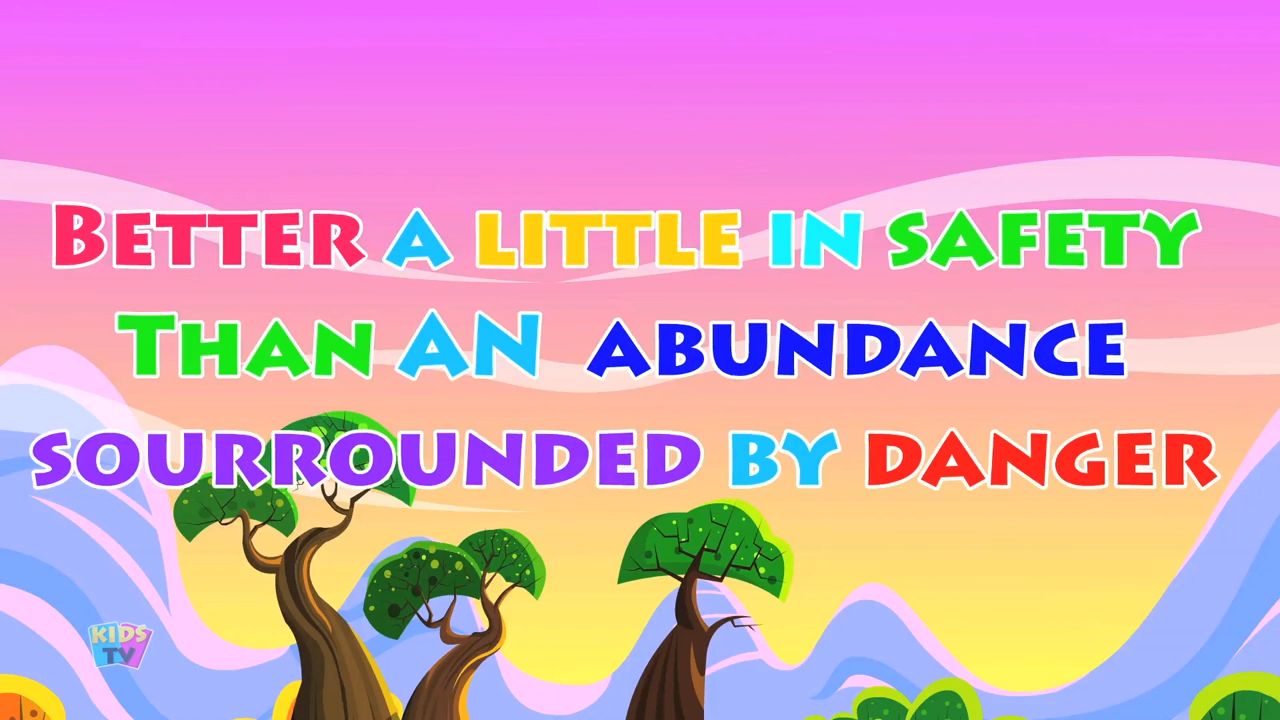 Better a little in safety
Than an abundance
sourrounded by danger
KIDS
TV